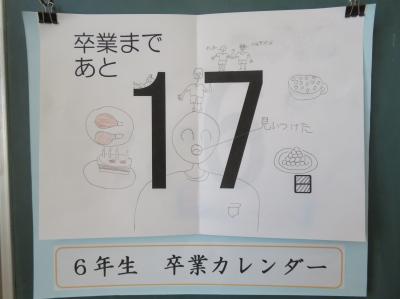 卒業まで
あと
17
見いつけた
日
6年生 卒業カレンダー